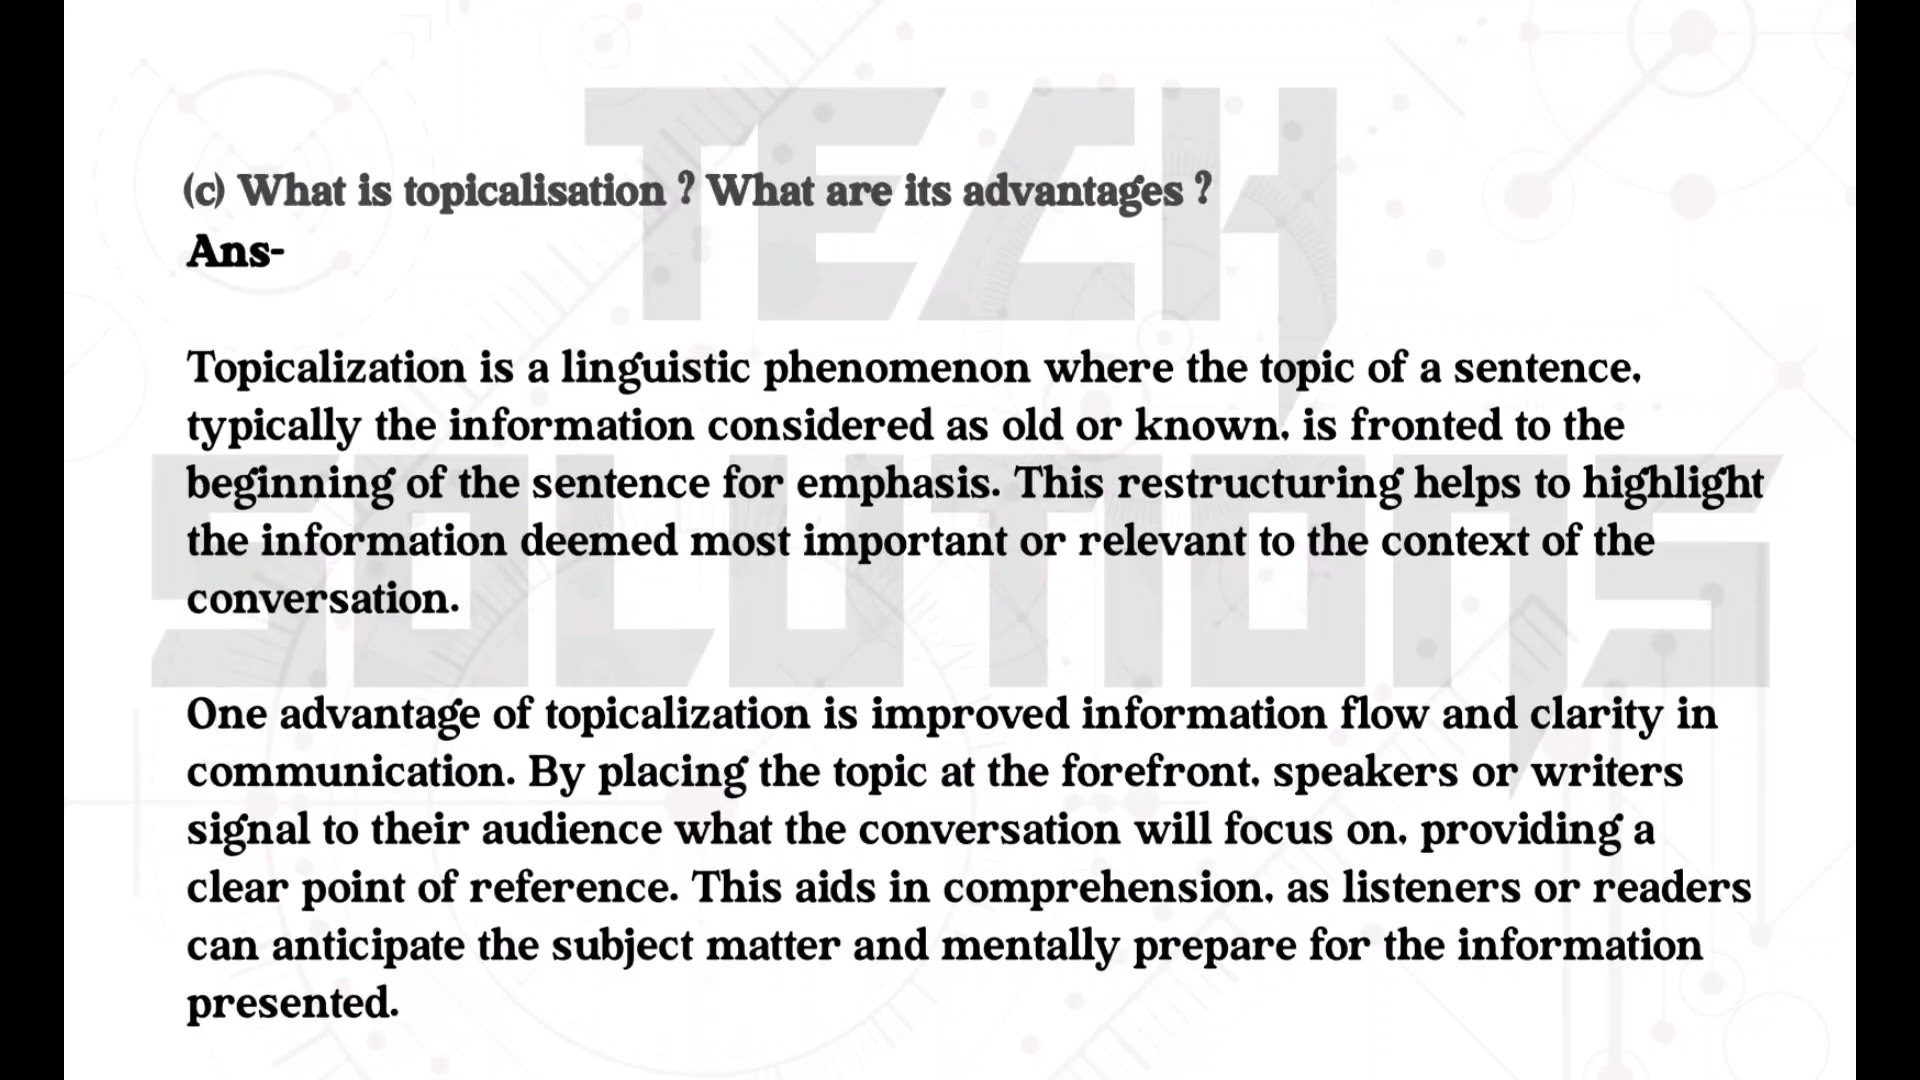 TECH
SOLUTIONS
(c) What is topicalisation ? What are its advantages ?
Ans-
Topicalization is a linguistic phenomenon where the topic of a sentence,
typically the information considered as old or known, is fronted to the
beginning of the sentence for emphasis. This restructuring helps to highlight
the information deemed most important or relevant to the context of the
conversation.
One advantage of topicalization is improved information flow and clarity in
communication. By placing the topic at the forefront, speakers or writers
signal to their audience what the conversation will focus on, providing a
clear point of reference. This aids in comprehension, as listeners or readers
can anticipate the subject matter and mentally prepare for the information
presented.